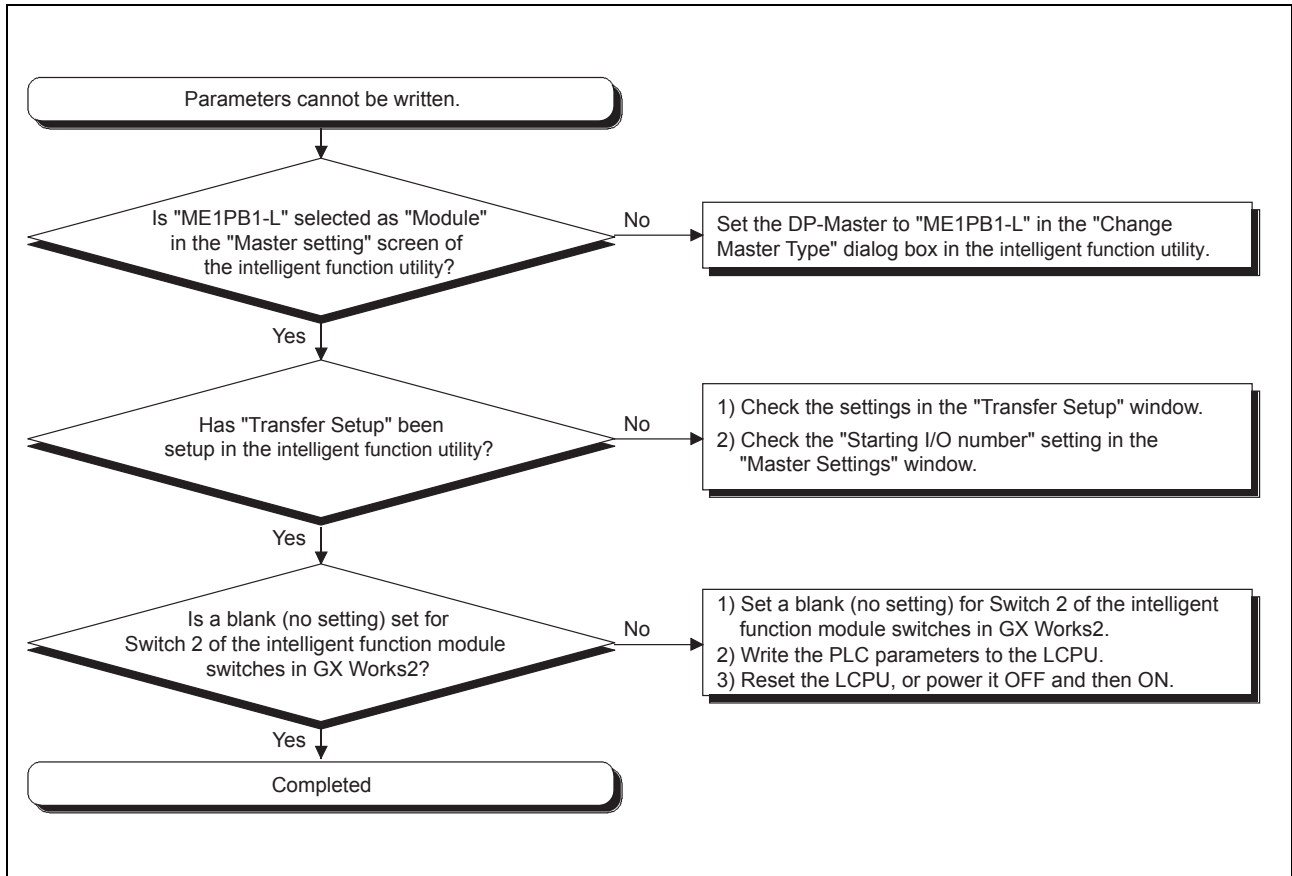 Parameters cannot be written.
Is "ME1PB1-L" selected as "Module"
in the "Master setting" screen of
the intelligent function utility?
No
Set the DP-Master to "ME1PB1-L" in the "Change
Master Type" dialog box in the intelligent function utility.
Yes
Has "Transfer Setup" been
setup in the intelligent function utility?
No
1) Check the settings in the "Transfer Setup" window.
2) Check the "Starting I/O number" setting in the
"Master Settings" window.
Yes
Is a blank (no setting) set for
Switch 2 of the intelligent function module
switches in GX Works2?
No
1) Set a blank (no setting) for Switch 2 of the intelligent
function module switches in GX Works2.
2) Write the PLC parameters to the LCPU.
3) Reset the LCPU, or power it OFF and then ON.
Yes
Completed